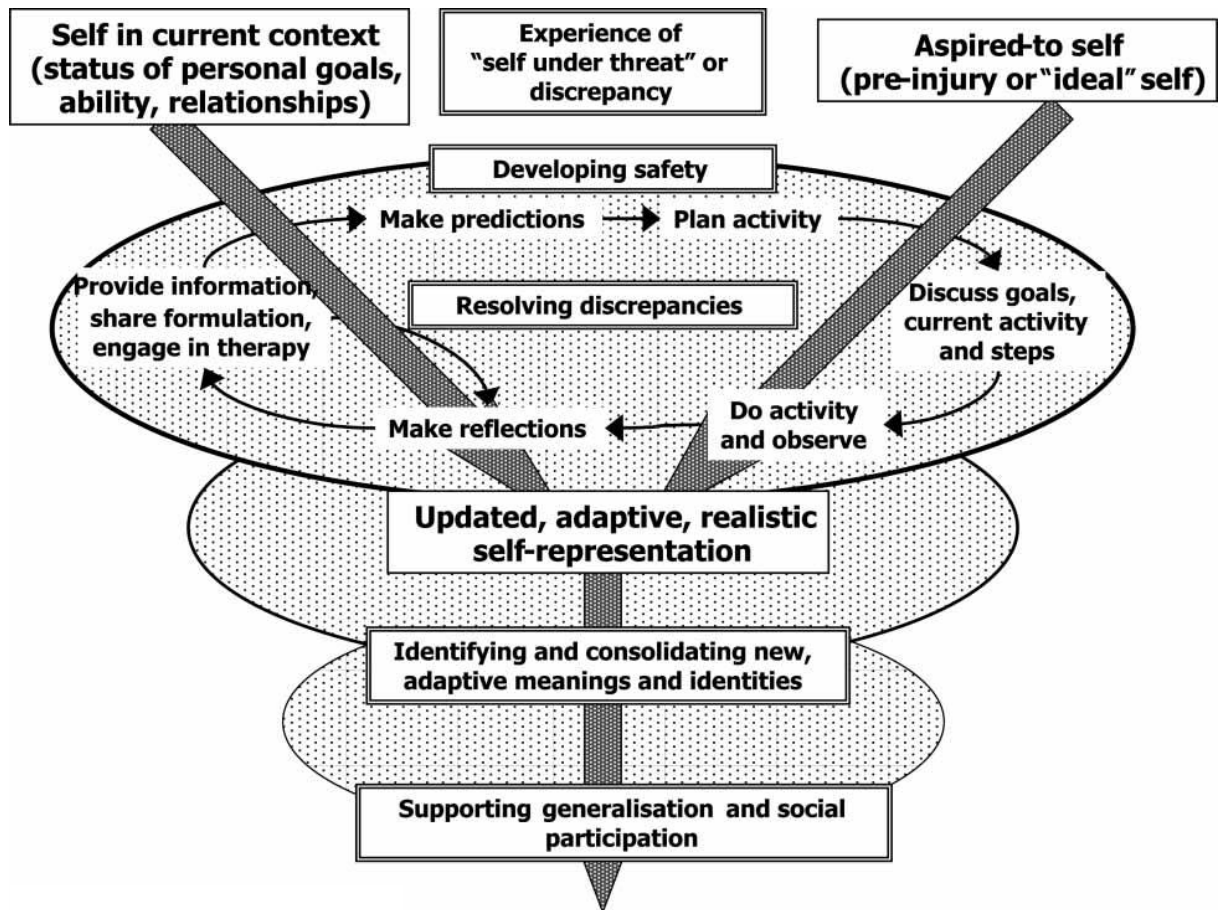 Self in current context
(status of personal goals,
ability, relationships)
Experience of
“self under threat” or
discrepancy
Aspired-to self
(pre-injury or “ideal” self)
Developing safety
Make predictions
Plan activity
Provide information,
share formulation,
engage in therapy
Resolving discrepancies
Discuss goals,
current activity
and steps
Make reflections
Do activity
and observe
Updated, adaptive, realistic
self-representation
Identifying and consolidating new,
adaptive meanings and identities
Supporting generalisation and social
participation